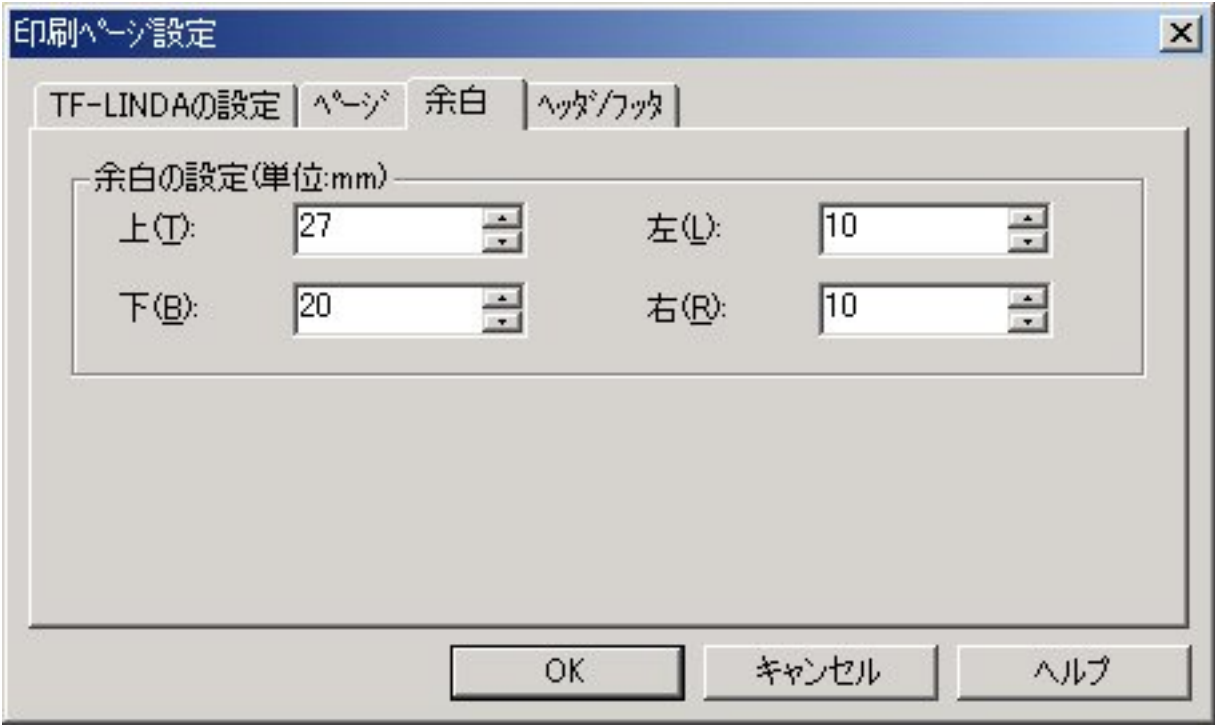 印刷ﾍﾟｰｼﾞ設定
TF-LINDAの設定 ﾍﾟｰｼﾞ 余白 ﾍｯﾀﾞ/ﾌｯﾀ
余白の設定(単位:mm)
上(T): 27 左(L): 10
下(B): 20 右(R): 10
OK キャンセル ヘルプ